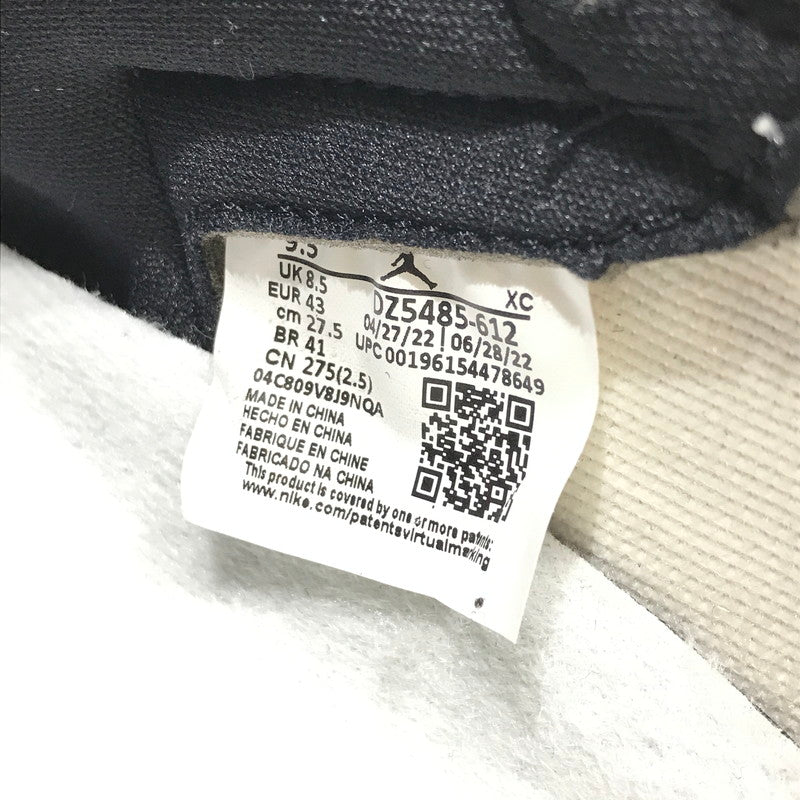 9.5
UK 8.5
EUR 43
cm 27.5
BR 41
CN 275(2.5)
04C809V8J9NQA
XC
DZ5485-612
04/27/22 | 06/28/22
UPC 00196154478649
MADE IN CHINA
HECHO EN CHINA
FABRIQUE EN CHINE
FABRICADO NA CHINA
This product is covered by one or more patents:
www.nike.com/patentsvirtualmarking